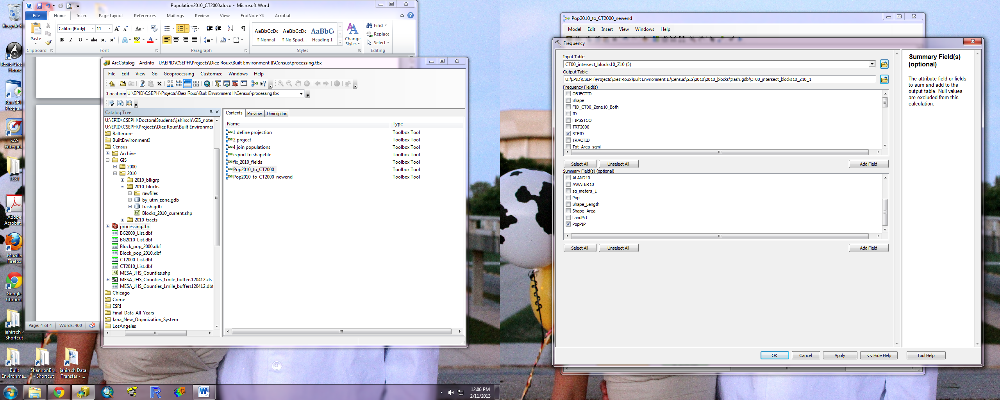 Population2010_CT2000.docx - Microsoft Word
File Home Insert Page Layout References Mailings Review View EndNote X4 Acrobat
Calibri (Body) 11
Paste
Clipboard Font Paragraph Styles Editing
AaBbCcDc AaBbCcDc AaBbCc
¶ Normal ¶ No Spaci... Heading 1
Change Styles
Find
Replace
Select
Page: 4 of 4 Words: 400
ArcCatalog - ArcInfo - U:\EPID\CSEPH\Projects\Diez Roux\Built Environment II\Census\processing.tbx
File Edit View Go Geoprocessing Customize Windows Help
Location: U:\EPID\CSEPH\Projects\Diez Roux\Built Environment II\Census\processing.tbx
Catalog Tree
U:\EPID\CSEPH\DoctoralStudents\jahirsch\GIS_notes
U:\EPID\CSEPH\Projects\Diez Roux\Built Environmer
Baltimore
BuiltEnvironmentI
Census
Archive
GIS
2000
2010
2010_blkgrp
2010_blocks
rawfiles
by_utm_zone.gdb
trash.gdb
Blocks_2010_current.shp
2010_tracts
processing.tbx
BG2000_List.dbf
BG2010_List.dbf
Block_pop_2000.dbf
Block_pop_2010.dbf
CT2000_List.dbf
CT2010_List.dbf
MESA_JHS_Counties.shp
MESA_JHS_Counties_1mile_buffers120412.xls
MESA_JHS_Counties_1mile_buffers120412.dbf
Chicago
Crime
ESRI
Final_Data_All_Years
Jana_New_Organization_System
LosAngeles
Contents Preview Description
Name Type
1 define projection Toolbox Tool
2 project Toolbox Tool
4 join populations Toolbox Tool
export to shapefile Toolbox Tool
fix_2010_fields Toolbox Tool
Pop2010_to_CT2000 Toolbox Tool
Pop2010_to_CT2000_newend Toolbox Tool
Recycle B
Roxio Crea
Home
Run SPH
Progra...
SAS
Enterpri...
TEST
Adobe
Acrobat.
Mozilla
Firefox
Google
Chrome
jahirsch -
Shortcut
Built
Environme...
ShannonBr...
- Shortcut
jahirsch Data
Transfer - ...
GeoDa
12:06 PM
2/11/2013
Pop2010_to_CT2000_newend
Model Edit Insert View Windows Help
Frequency
Input Table
CT00_intersect_blocks10_Z10 (5)
Output Table
U:\EPID\CSEPH\Projects\Diez Roux\Built Environment II\Census\GIS\2010\2010_blocks\trash.gdb\CT00_intersect_blocks10_Z10_1
Frequency Field(s)
OBJECTID
Shape
FID_CT00_Zone10_Both
ID
FIPSSTCO
TRT2000
STFID
TRACTID
Tot_Area_sqmi
Select All Unselect All Add Field
Summary Field(s) (optional)
ALAND10
AWATER10
sq_meters_1
Pop
Shape_Length
Shape_Area
LandPct
PopPIP
Select All Unselect All Add Field
OK Cancel Apply << Hide Help Tool Help
Summary Field(s)
(optional)
The attribute field or fields
to sum and add to the
output table. Null values
are excluded from this
calculation.